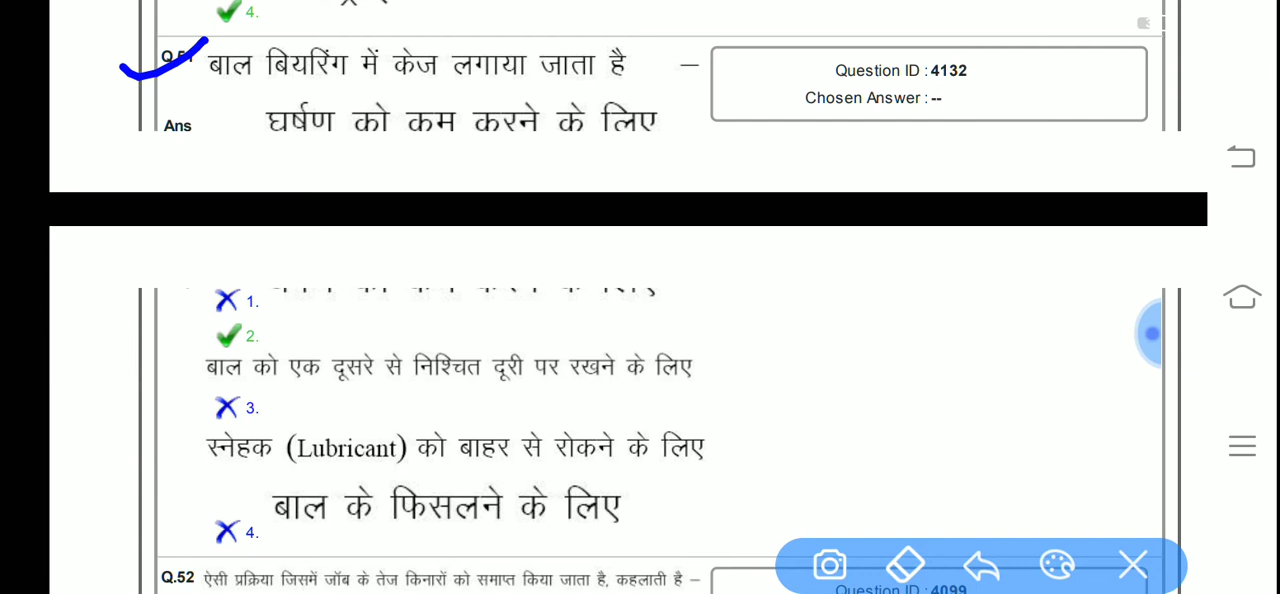 4.
बाल बियरिंग में केज लगाया जाता है –
Question ID : 4132
Chosen Answer : --
Ans घर्षण को कम करने के लिए
1.
2.
बाल को एक दूसरे से निश्चित दूरी पर रखने के लिए
3.
स्नेहक (Lubricant) को बाहर से रोकने के लिए
बाल के फिसलने के लिए
4.
Q.52 ऐसी प्रक्रिया जिसमें जॉब के तेज किनारों को समाप्त किया जाता है, कहलाती है –
Question ID : 4099